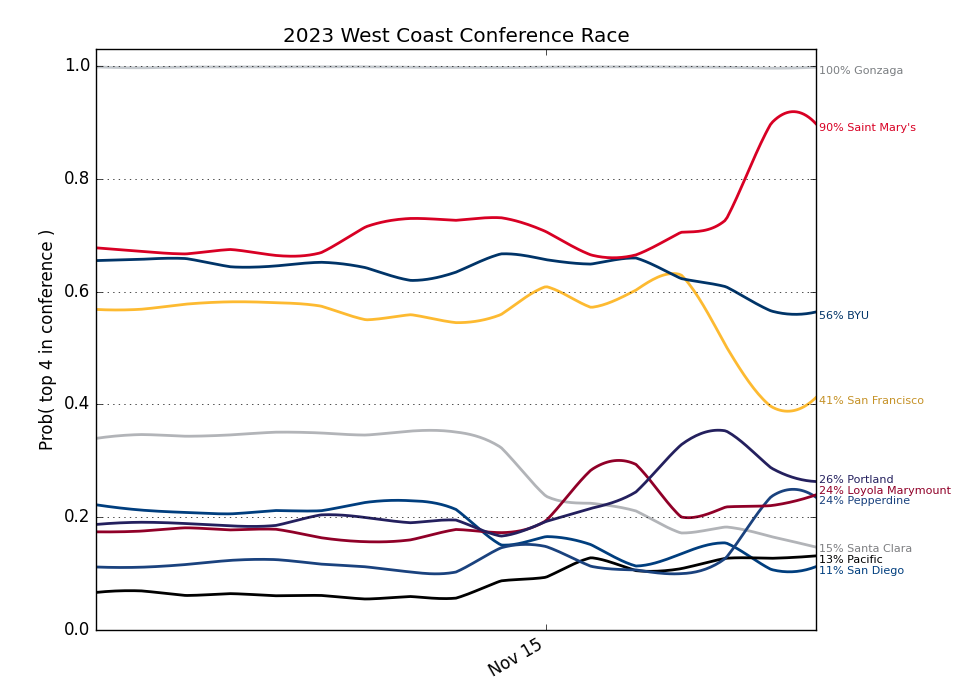 2023 West Coast Conference Race
Prob( top 4 in conference )
1.0
0.8
0.6
0.4
0.2
0.0
Nov 15
100% Gonzaga
90% Saint Mary's
56% BYU
41% San Francisco
26% Portland
24% Loyola Marymount
24% Pepperdine
15% Santa Clara
13% Pacific
11% San Diego